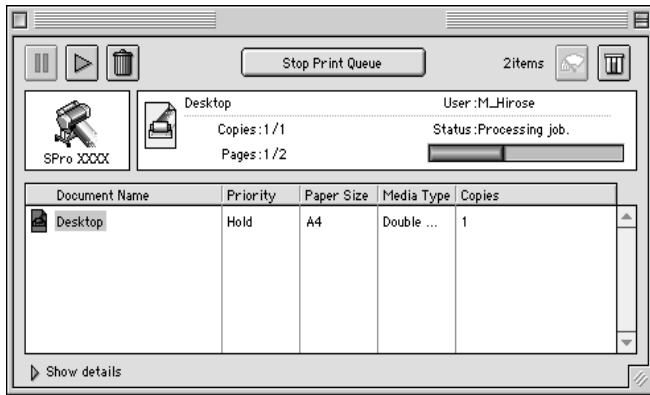 Stop Print Queue
2items
Desktop
User:M_Hirose
Copies:1/1
Status:Processing job.
Pages:1/2
SPro XXXX
Document Name Priority Paper Size Media Type Copies
Desktop Hold A4 Double ... 1
Show details